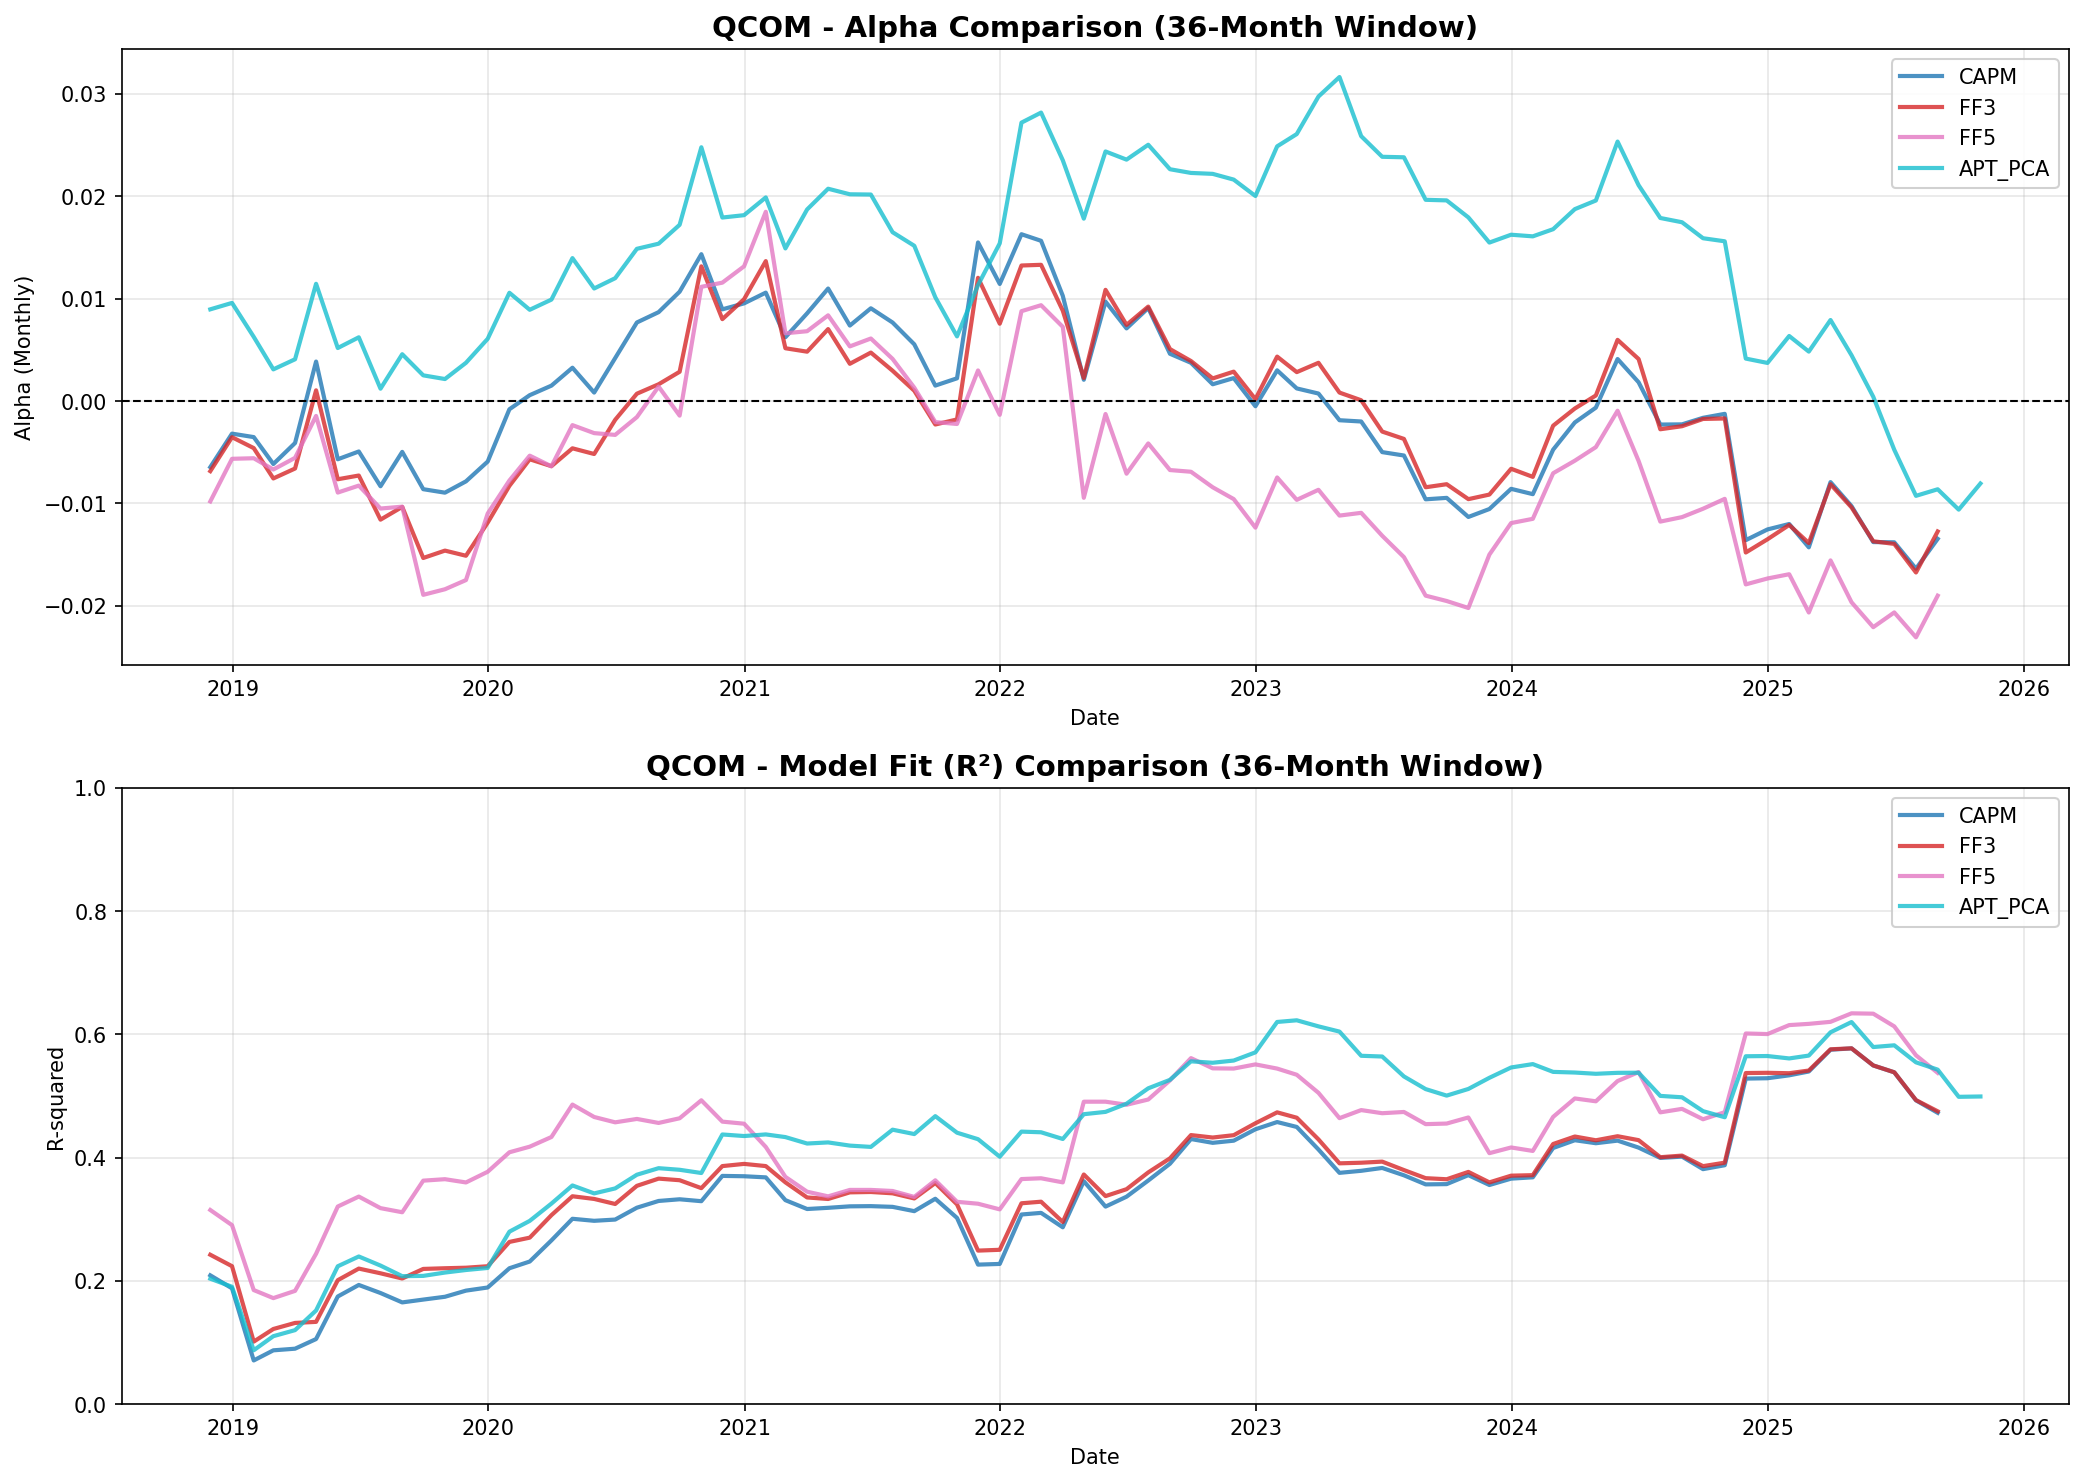 QCOM - Alpha Comparison (36-Month Window)
CAPM
FF3
FF5
APT_PCA
Alpha (Monthly)
0.03
0.02
0.01
0.00
−0.01
−0.02
2019 2020 2021 2022 2023 2024 2025 2026
Date
QCOM - Model Fit (R²) Comparison (36-Month Window)
CAPM
FF3
FF5
APT_PCA
R-squared
1.0
0.8
0.6
0.4
0.2
0.0
2019 2020 2021 2022 2023 2024 2025 2026
Date